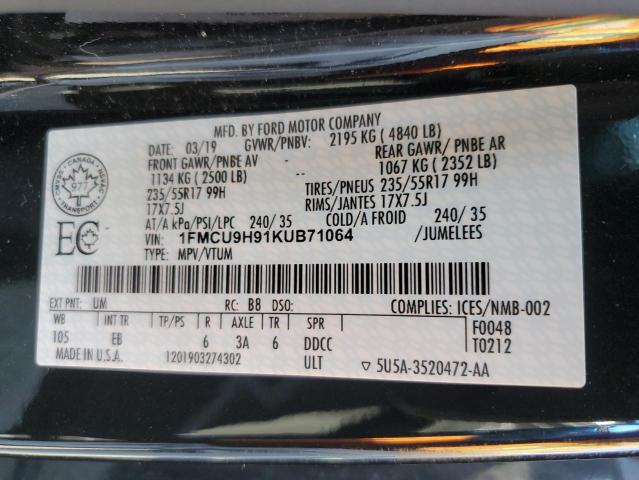 MFD. BY FORD MOTOR COMPANY
DATE: 03/19 GVWR/PNBV: 2195 KG ( 4840 LB)
FRONT GAWR/PNBE AV REAR GAWR/ PNBE AR
1134 KG ( 2500 LB) 1067 KG ( 2352 LB)
235/55R17 99H TIRES/PNEUS 235/55R17 99H
17X7.5J RIMS/JANTES 17X7.5J
AT/A kPa/PSI/LPC 240/ 35 COLD/A FROID 240/ 35
VIN: 1FMCU9H91KUB71064 /JUMELEES
TYPE: MPV/VTUM
CANADA
977
TRANSPORT
EC
EXT PNT: UM RC: B8 DSO: COMPLIES: ICES/NMB-002
WB INT TR TP/PS R AXLE TR SPR F0048
105 EB 6 3A 6 DDCC T0212
MADE IN U.S.A. 1201903274302 ULT ▽ 5U5A-3520472-AA